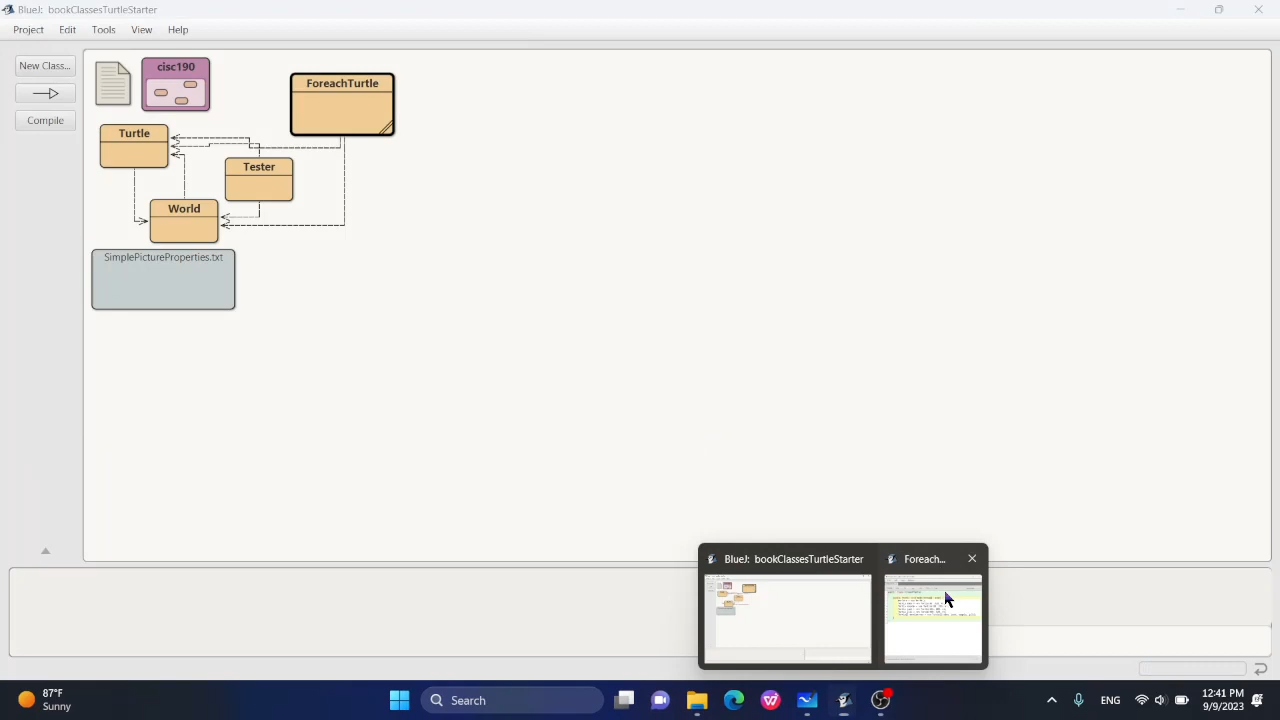 BlueJ: bookClassesTurtleStarter
Project Edit Tools View Help
New Class...
Compile
cisc190
ForeachTurtle
Turtle
Tester
World
SimplePictureProperties.txt
BlueJ: bookClassesTurtleStarter
Foreach...
87°F
Sunny
Search
ENG
12:41 PM
9/9/2023